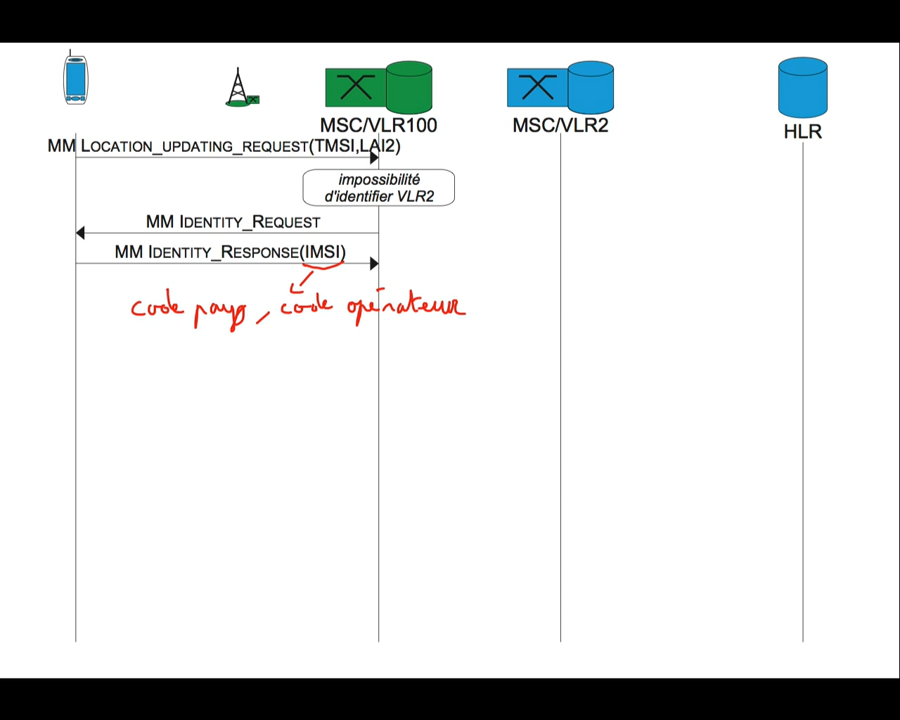 MSC/VLR100
MSC/VLR2
HLR
MM LOCATION_UPDATING_REQUEST(TMSI,LAI2)
impossibilité
d'identifier VLR2
MM IDENTITY_REQUEST
MM IDENTITY_RESPONSE(IMSI)
code pays, code opérateur